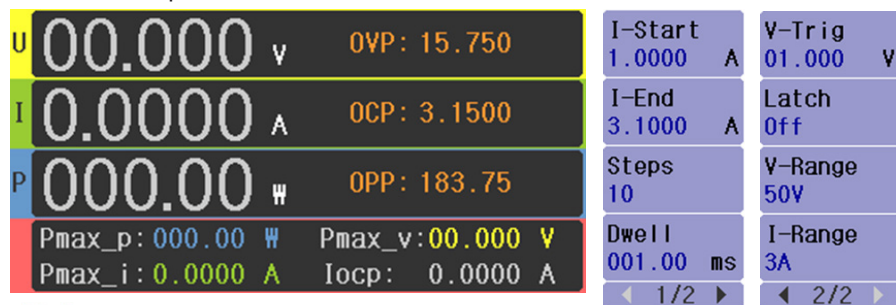 U 00.000 V OVP: 15.750
I 0.0000 A OCP: 3.1500
P 000.00 W OPP: 183.75
Pmax_p: 000.00 W Pmax_v: 00.000 V
Pmax_i: 0.0000 A Iocp: 0.0000 A
I-Start
1.0000 A
I-End
3.1000 A
Steps
10
Dwell
001.00 ms
◀ 1/2 ▶
V-Trig
01.000 V
Latch
Off
V-Range
50V
I-Range
3A
◀ 2/2 ▶